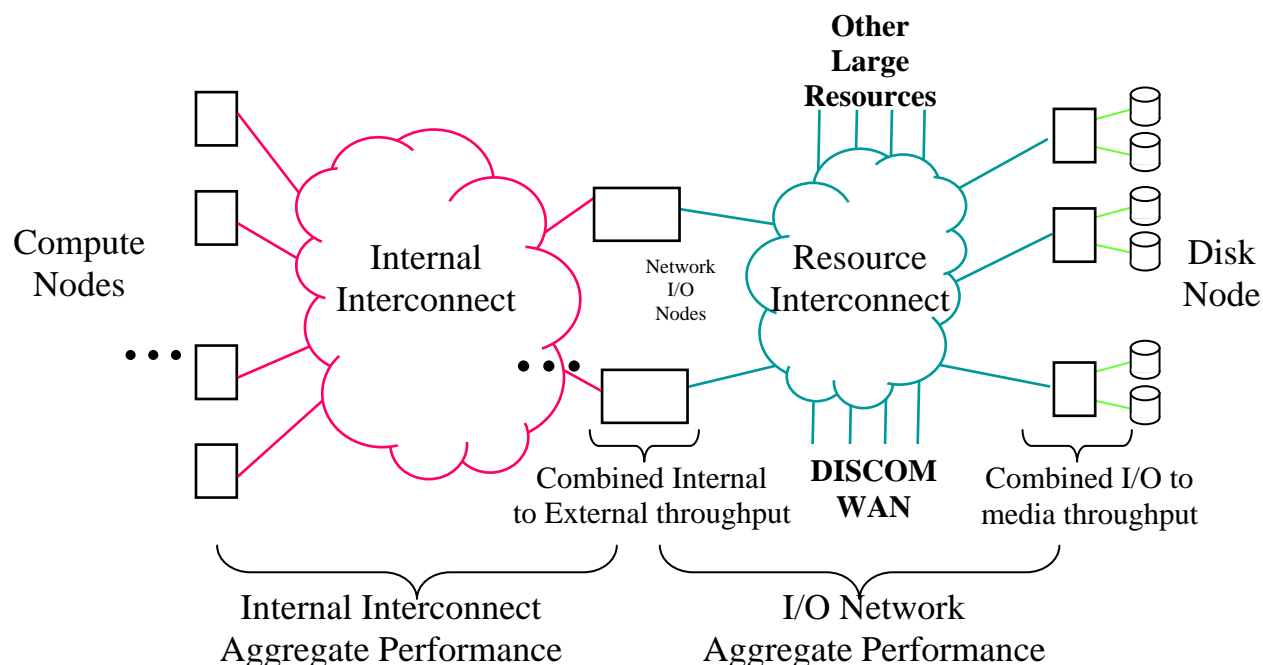 Other
Large
Resources
Compute
Nodes
Internal
Interconnect
Network
I/O
Nodes
Resource
Interconnect
Disk
Node
• • •
• • •
Combined Internal
to External throughput
DISCOM
WAN
Combined I/O to
media throughput
Internal Interconnect
Aggregate Performance
I/O Network
Aggregate Performance